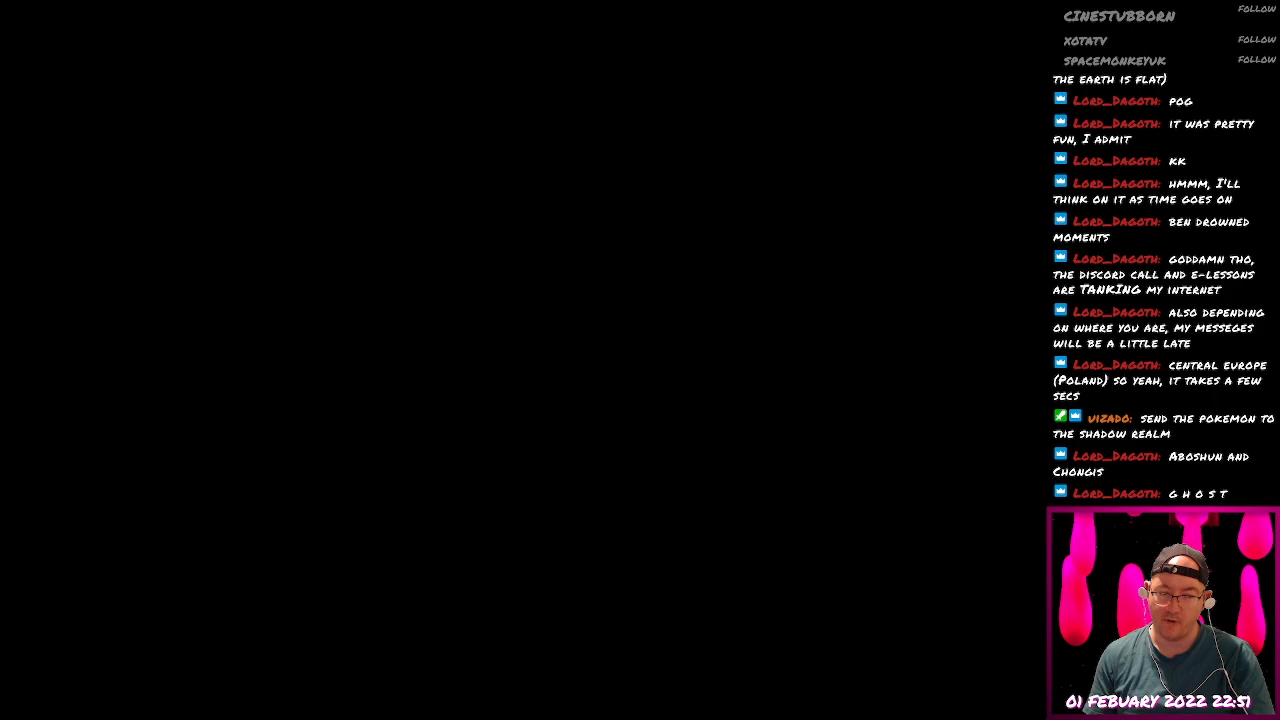 CINESTUBBORN FOLLOW
XOTATV FOLLOW
SPACEMONKEYUK FOLLOW
THE EARTH IS FLAT)
LORD_DAGOTH: POG
LORD_DAGOTH: IT WAS PRETTY
FUN, I ADMIT
LORD_DAGOTH: KK
LORD_DAGOTH: HMMM, I'LL
THINK ON IT AS TIME GOES ON
LORD_DAGOTH: BEN DROWNED
MOMENTS
LORD_DAGOTH: GODDAMN THO,
THE DISCORD CALL AND E-LESSONS
ARE TANKING MY INTERNET
LORD_DAGOTH: ALSO DEPENDING
ON WHERE YOU ARE, MY MESSEGES
WILL BE A LITTLE LATE
LORD_DAGOTH: CENTRAL EUROPE
(POLAND) SO YEAH, IT TAKES A FEW
SECS
VIZADO: SEND THE POKEMON TO
THE SHADOW REALM
LORD_DAGOTH: ABOSHUN AND
CHONGIS
LORD_DAGOTH: G H O S T
01 FEBUARY 2022 22:51